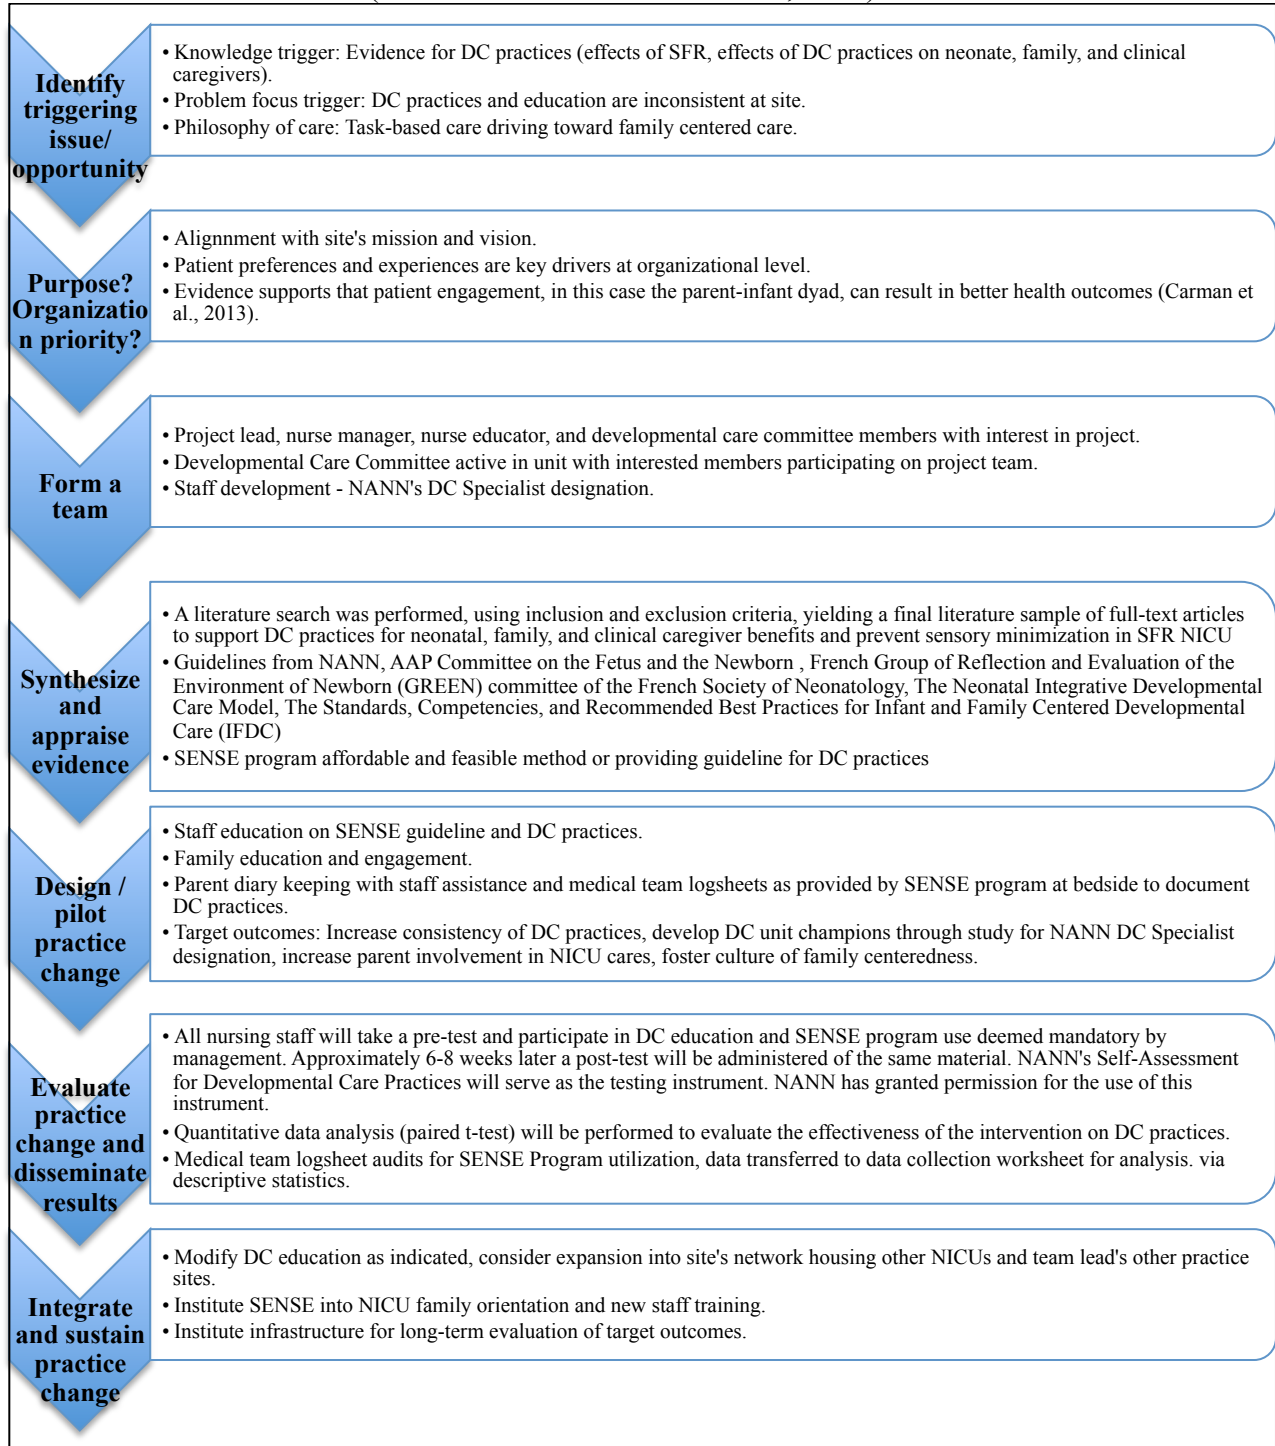 Identify
triggering
issue/
opportunity
• Knowledge trigger: Evidence for DC practices (effects of SFR, effects of DC practices on neonate, family, and clinical
caregivers).
• Problem focus trigger: DC practices and education are inconsistent at site.
• Philosophy of care: Task-based care driving toward family centered care.
Purpose?
Organizatio
n priority?
• Alignnment with site's mission and vision.
• Patient preferences and experiences are key drivers at organizational level.
• Evidence supports that patient engagement, in this case the parent-infant dyad, can result in better health outcomes (Carman et
al., 2013).
Form a
team
• Project lead, nurse manager, nurse educator, and developmental care committee members with interest in project.
• Developmental Care Committee active in unit with interested members participating on project team.
• Staff development - NANN's DC Specialist designation.
Synthesize
and
appraise
evidence
• A literature search was performed, using inclusion and exclusion criteria, yielding a final literature sample of full-text articles
to support DC practices for neonatal, family, and clinical caregiver benefits and prevent sensory minimization in SFR NICU
• Guidelines from NANN, AAP Committee on the Fetus and the Newborn , French Group of Reflection and Evaluation of the
Environment of Newborn (GREEN) committee of the French Society of Neonatology, The Neonatal Integrative Developmental
Care Model, The Standards, Competencies, and Recommended Best Practices for Infant and Family Centered Developmental
Care (IFDC)
• SENSE program affordable and feasible method or providing guideline for DC practices
Design /
pilot
practice
change
• Staff education on SENSE guideline and DC practices.
• Family education and engagement.
• Parent diary keeping with staff assistance and medical team logsheets as provided by SENSE program at bedside to document
DC practices.
• Target outcomes: Increase consistency of DC practices, develop DC unit champions through study for NANN DC Specialist
designation, increase parent involvement in NICU cares, foster culture of family centeredness.
Evaluate
practice
change and
disseminate
results
• All nursing staff will take a pre-test and participate in DC education and SENSE program use deemed mandatory by
management. Approximately 6-8 weeks later a post-test will be administered of the same material. NANN's Self-Assessment
for Developmental Care Practices will serve as the testing instrument. NANN has granted permission for the use of this
instrument.
• Quantitative data analysis (paired t-test) will be performed to evaluate the effectiveness of the intervention on DC practices.
• Medical team logsheet audits for SENSE Program utilization, data transferred to data collection worksheet for analysis. via
descriptive statistics.
Integrate
and sustain
practice
change
• Modify DC education as indicated, consider expansion into site's network housing other NICUs and team lead's other practice
sites.
• Institute SENSE into NICU family orientation and new staff training.
• Institute infrastructure for long-term evaluation of target outcomes.